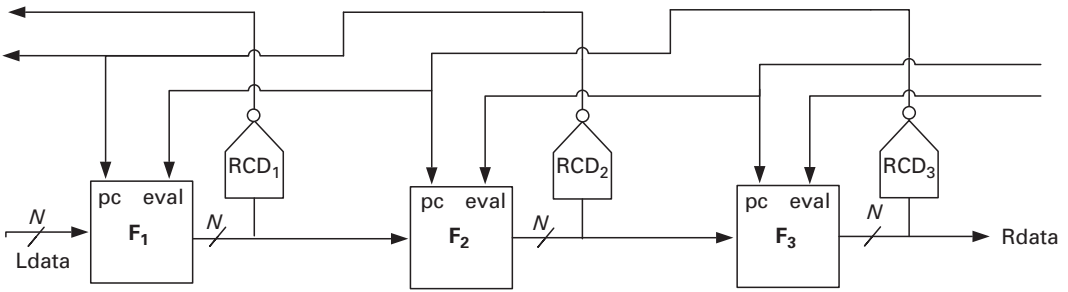 RCD1
RCD2
RCD3
pc eval
F1
pc eval
F2
pc eval
F3
N
Ldata
N
N
N
Rdata